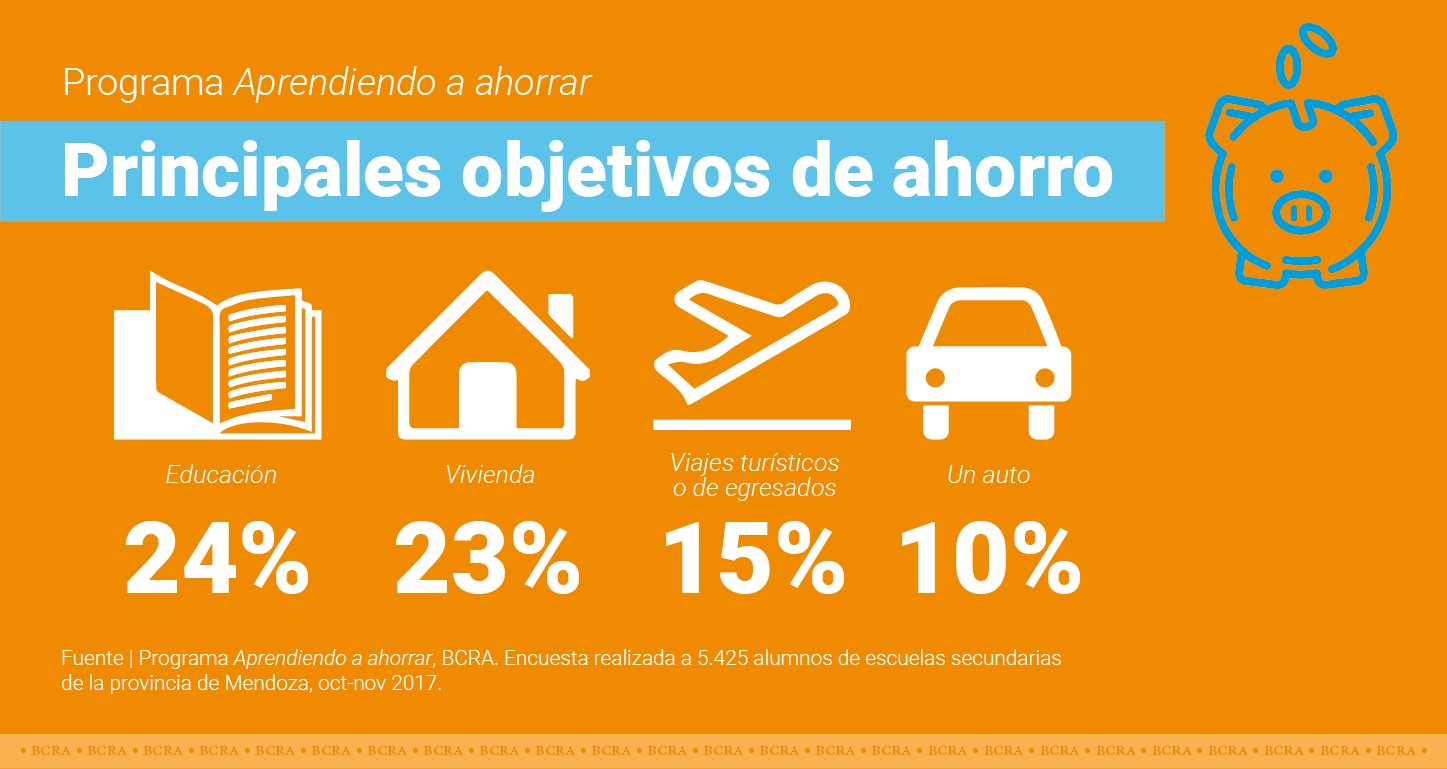 Programa Aprendiendo a ahorrar
Principales objetivos de ahorro
Educación
24%
Vivienda
23%
Viajes turísticos
o de egresados
15%
Un auto
10%
Fuente | Programa Aprendiendo a ahorrar, BCRA. Encuesta realizada a 5.425 alumnos de escuelas secundarias
de la provincia de Mendoza, oct-nov 2017.
• BCRA • BCRA • BCRA • BCRA • BCRA • BCRA • BCRA • BCRA • BCRA • BCRA • BCRA • BCRA • BCRA • BCRA • BCRA • BCRA • BCRA • BCRA • BCRA • BCRA • BCRA • BCRA • BCRA • BCRA • BCRA •